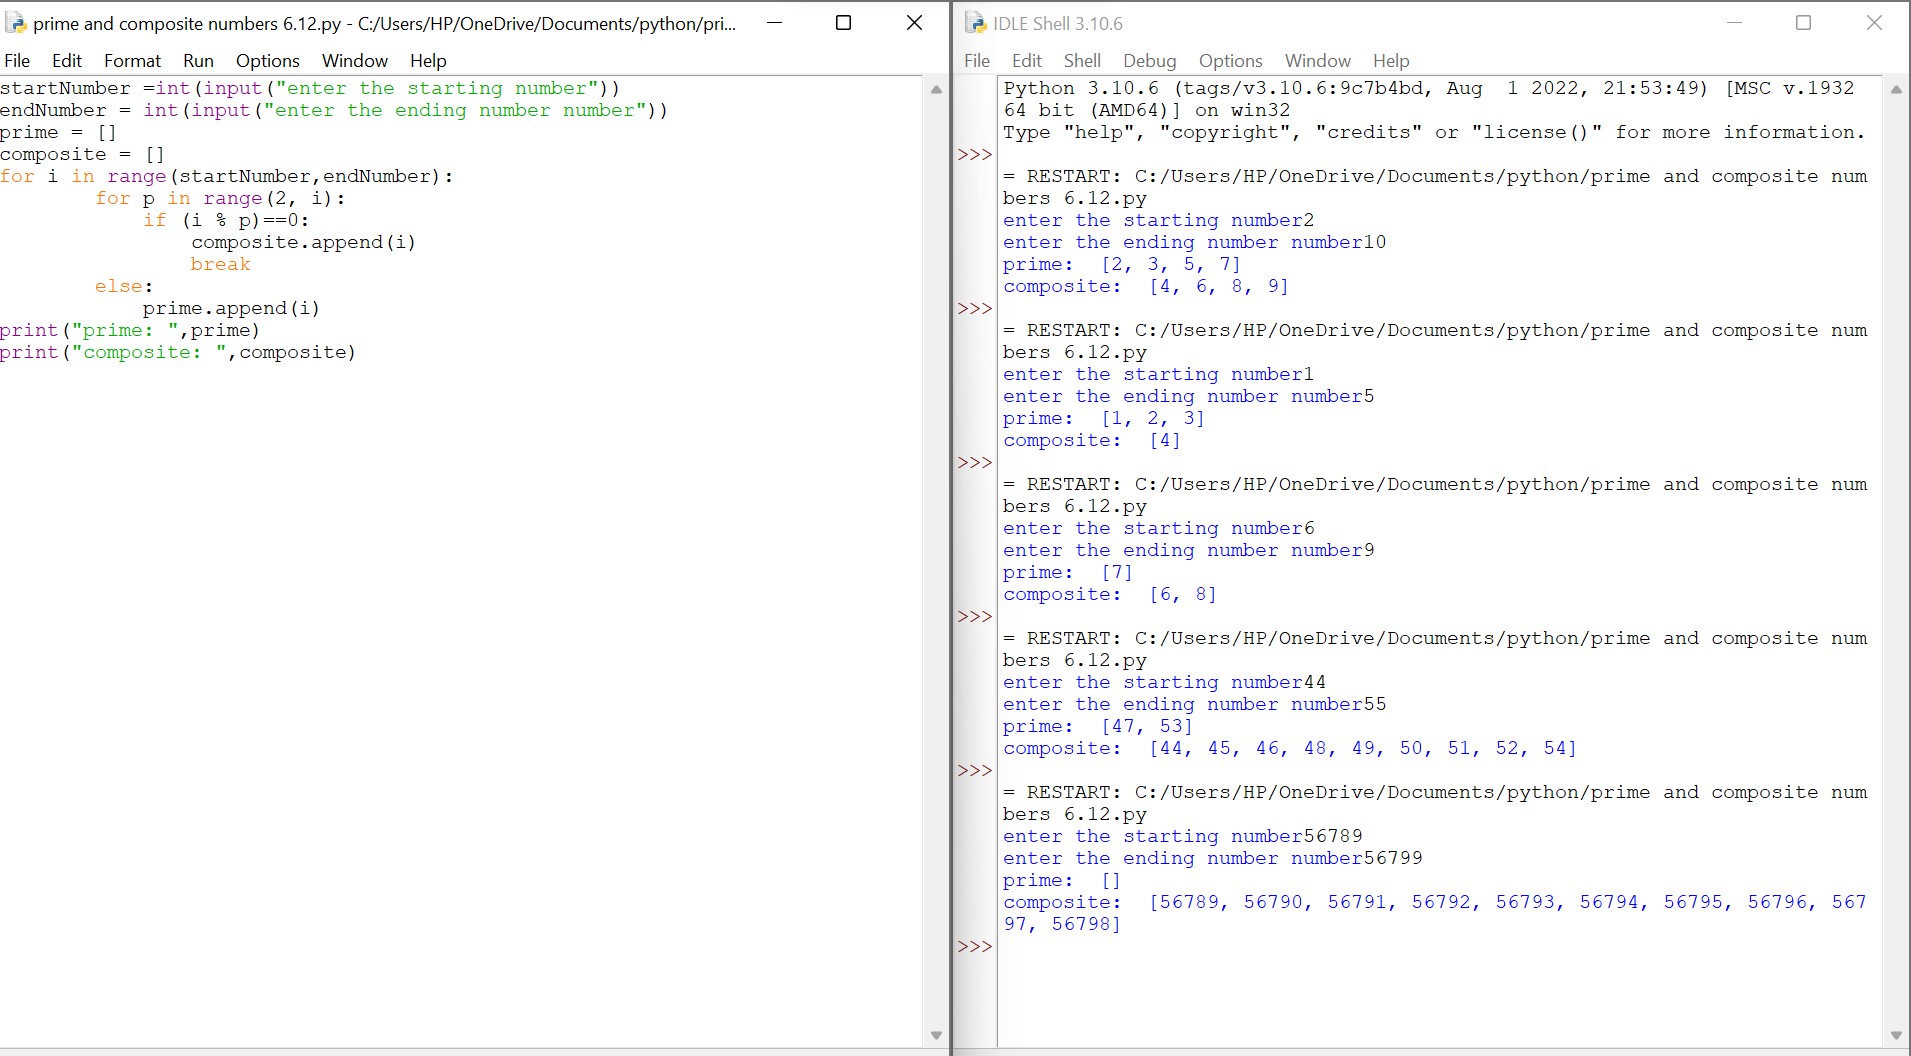 prime and composite numbers 6.12.py - C:/Users/HP/OneDrive/Documents/python/pri...
File Edit Format Run Options Window Help
startNumber =int(input("enter the starting number"))
endNumber = int(input("enter the ending number number"))
prime = []
composite = []
for i in range(startNumber,endNumber):
        for p in range(2, i):
            if (i % p)==0:
                composite.append(i)
                break
        else:
            prime.append(i)
print("prime: ",prime)
print("composite: ",composite)
IDLE Shell 3.10.6
File Edit Shell Debug Options Window Help
Python 3.10.6 (tags/v3.10.6:9c7b4bd, Aug  1 2022, 21:53:49) [MSC v.1932
64 bit (AMD64)] on win32
Type "help", "copyright", "credits" or "license()" for more information.
>>>
= RESTART: C:/Users/HP/OneDrive/Documents/python/prime and composite num
bers 6.12.py
enter the starting number2
enter the ending number number10
prime:  [2, 3, 5, 7]
composite:  [4, 6, 8, 9]
>>>
= RESTART: C:/Users/HP/OneDrive/Documents/python/prime and composite num
bers 6.12.py
enter the starting number1
enter the ending number number5
prime:  [1, 2, 3]
composite:  [4]
>>>
= RESTART: C:/Users/HP/OneDrive/Documents/python/prime and composite num
bers 6.12.py
enter the starting number6
enter the ending number number9
prime:  [7]
composite:  [6, 8]
>>>
= RESTART: C:/Users/HP/OneDrive/Documents/python/prime and composite num
bers 6.12.py
enter the starting number44
enter the ending number number55
prime:  [47, 53]
composite:  [44, 45, 46, 48, 49, 50, 51, 52, 54]
>>>
= RESTART: C:/Users/HP/OneDrive/Documents/python/prime and composite num
bers 6.12.py
enter the starting number56789
enter the ending number number56799
prime:  []
composite:  [56789, 56790, 56791, 56792, 56793, 56794, 56795, 56796, 567
97, 56798]
>>>